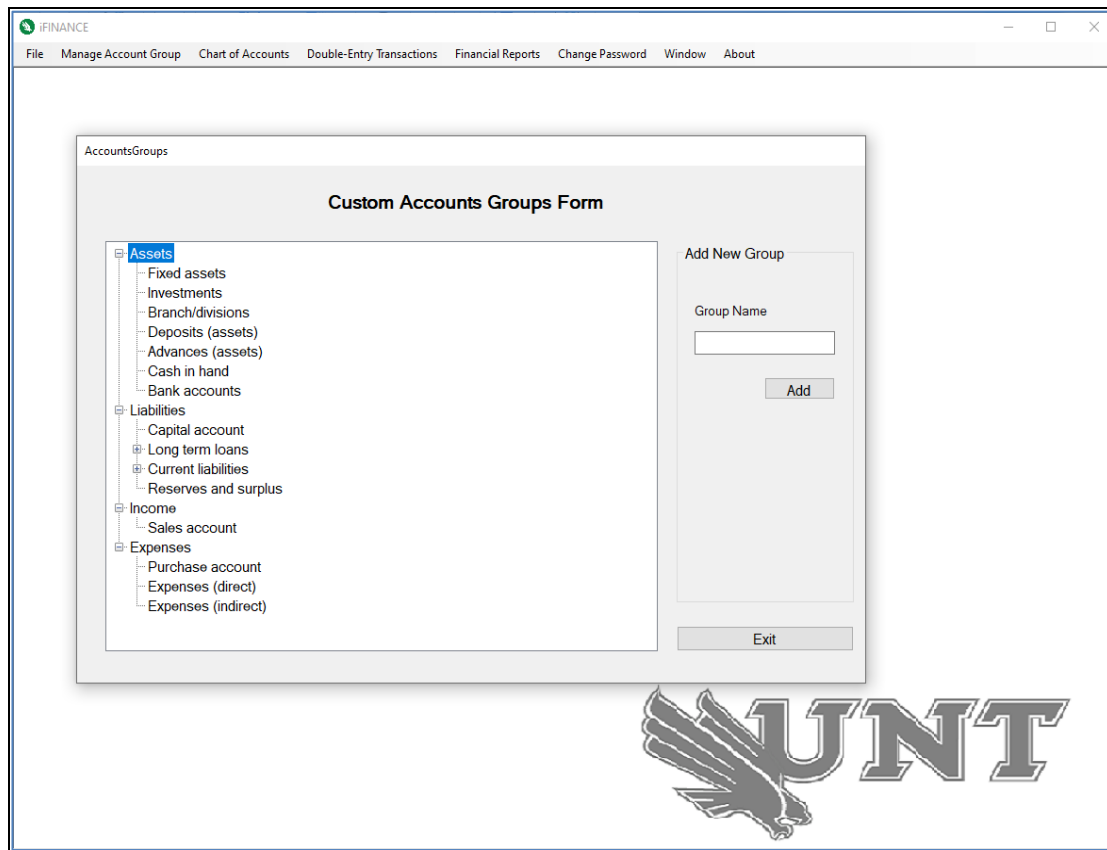 iFINANCE
File Manage Account Group Chart of Accounts Double-Entry Transactions Financial Reports Change Password Window About
AccountsGroups
Custom Accounts Groups Form
Assets
Fixed assets
Investments
Branch/divisions
Deposits (assets)
Advances (assets)
Cash in hand
Bank accounts
Liabilities
Capital account
Long term loans
Current liabilities
Reserves and surplus
Income
Sales account
Expenses
Purchase account
Expenses (direct)
Expenses (indirect)
Add New Group
Group Name
Add
Exit
UNT